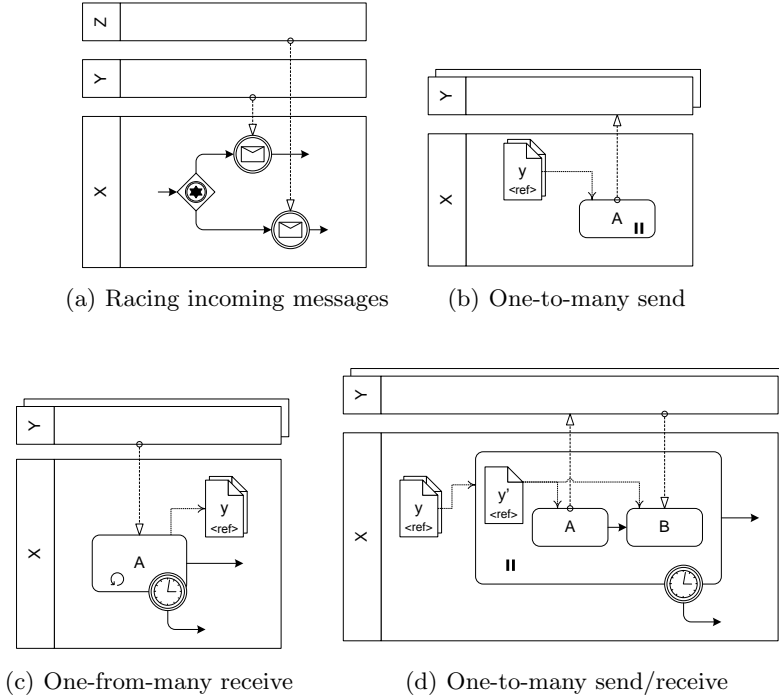 Z
Y
X
(a) Racing incoming messages
Y
X
y
<ref>
A
(b) One-to-many send
Y
X
y
<ref>
A
(c) One-from-many receive
Y
X
y
<ref>
y'
<ref>
A
B
(d) One-to-many send/receive